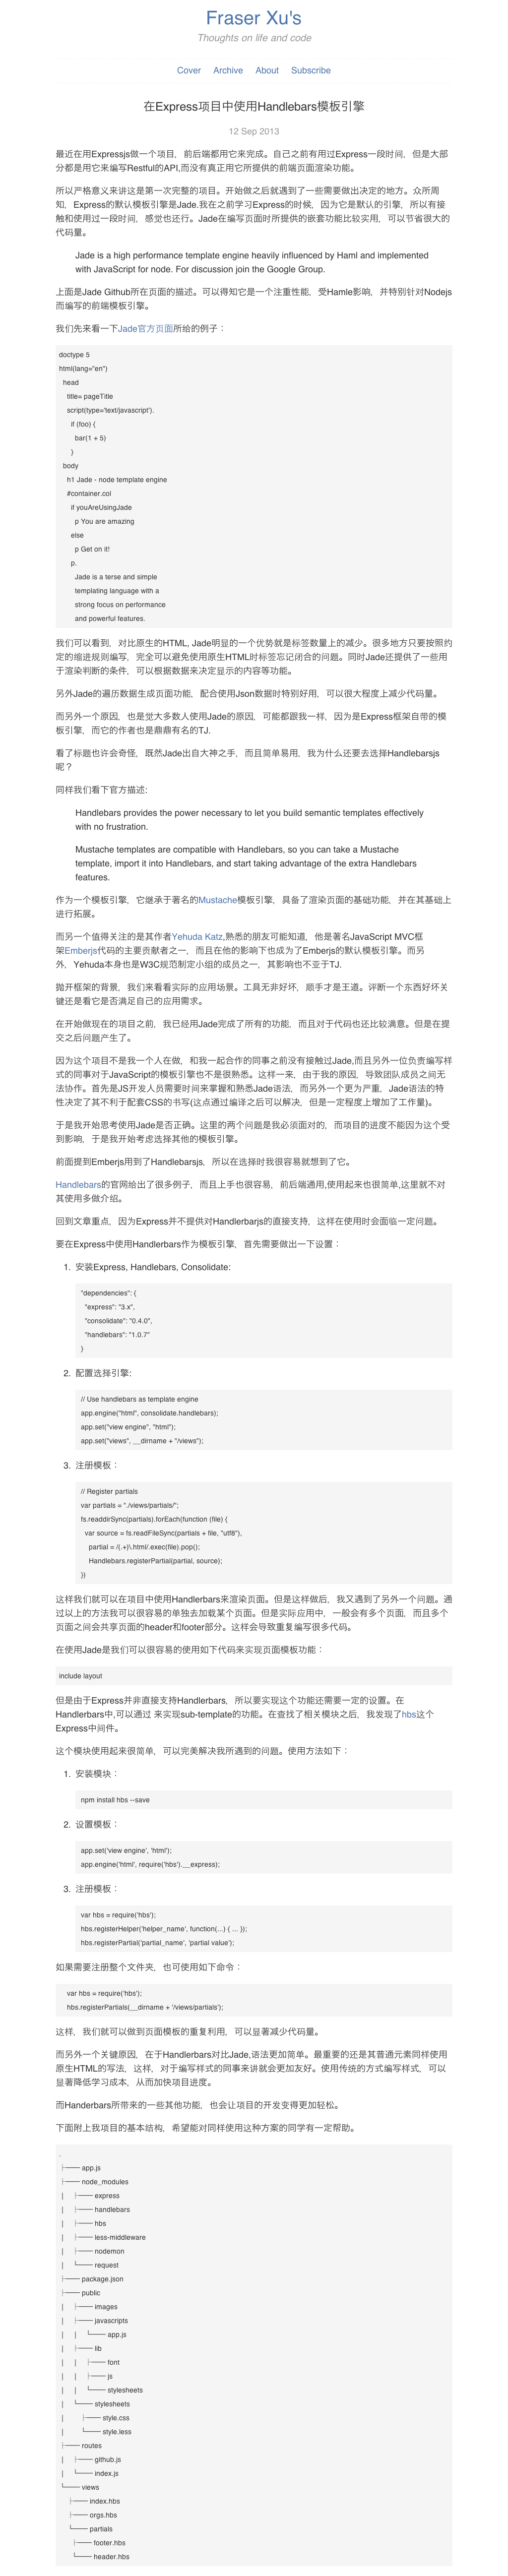 Fraser Xu's
Thoughts on life and code
Cover Archive About Subscribe
在Express项目中使用Handlebars模板引擎
12 Sep 2013
最近在用Expressjs做一个项目，前后端都用它来完成。自己之前有用过Express一段时间，但是大部
分都是用它来编写Restful的API,而没有真正用它所提供的前端页面渲染功能。
所以严格意义来讲这是第一次完整的项目。开始做之后就遇到了一些需要做出决定的地方。众所周
知，Express的默认模板引擎是Jade.我在之前学习Express的时候，因为它是默认的引擎，所以有接
触和使用过一段时间，感觉也还行。Jade在编写页面时所提供的嵌套功能比较实用，可以节省很大的
代码量。
Jade is a high performance template engine heavily influenced by Haml and implemented
with JavaScript for node. For discussion join the Google Group.
上面是Jade Github所在页面的描述。可以得知它是一个注重性能，受Hamle影响，并特别针对Nodejs
而编写的前端模板引擎。
我们先来看一下Jade官方页面所给的例子：
doctype 5
html(lang="en")
head
title= pageTitle
script(type='text/javascript').
if (foo) {
bar(1 + 5)
}
body
h1 Jade - node template engine
#container.col
if youAreUsingJade
p You are amazing
else
p Get on it!
p.
Jade is a terse and simple
templating language with a
strong focus on performance
and powerful features.
我们可以看到，对比原生的HTML, Jade明显的一个优势就是标签数量上的减少。很多地方只要按照约
定的缩进规则编写，完全可以避免使用原生HTML时标签忘记闭合的问题。同时Jade还提供了一些用
于渲染判断的条件，可以根据数据来决定显示的内容等功能。
另外Jade的遍历数据生成页面功能，配合使用Json数据时特别好用，可以很大程度上减少代码量。
而另外一个原因，也是觉大多数人使用Jade的原因，可能都跟我一样，因为是Express框架自带的模
板引擎，而它的作者也是鼎鼎有名的TJ.
看了标题也许会奇怪，既然Jade出自大神之手，而且简单易用，我为什么还要去选择Handlebarsjs
呢？
同样我们看下官方描述:
Handlebars provides the power necessary to let you build semantic templates effectively
with no frustration.
Mustache templates are compatible with Handlebars, so you can take a Mustache
template, import it into Handlebars, and start taking advantage of the extra Handlebars
features.
作为一个模板引擎，它继承于著名的Mustache模板引擎，具备了渲染页面的基础功能，并在其基础上
进行拓展。
而另一个值得关注的是其作者Yehuda Katz,熟悉的朋友可能知道，他是著名JavaScript MVC框
架Emberjs代码的主要贡献者之一，而且在他的影响下也成为了Emberjs的默认模板引擎。而另
外，Yehuda本身也是W3C规范制定小组的成员之一，其影响也不亚于TJ.
抛开框架的背景，我们来看看实际的应用场景。工具无非好坏，顺手才是王道。评断一个东西好坏关
键还是看它是否满足自己的应用需求。
在开始做现在的项目之前，我已经用Jade完成了所有的功能，而且对于代码也还比较满意。但是在提
交之后问题产生了。
因为这个项目不是我一个人在做，和我一起合作的同事之前没有接触过Jade,而且另外一位负责编写样
式的同事对于JavaScript的模板引擎也不是很熟悉。这样一来，由于我的原因，导致团队成员之间无
法协作。首先是JS开发人员需要时间来掌握和熟悉Jade语法，而另外一个更为严重，Jade语法的特
性决定了其不利于配套CSS的书写(这点通过编译之后可以解决，但是一定程度上增加了工作量)。
于是我开始思考使用Jade是否正确。这里的两个问题是我必须面对的，而项目的进度不能因为这个受
到影响，于是我开始考虑选择其他的模板引擎。
前面提到Emberjs用到了Handlebarsjs，所以在选择时我很容易就想到了它。
Handlebars的官网给出了很多例子，而且上手也很容易，前后端通用,使用起来也很简单,这里就不对
其使用多做介绍。
回到文章重点，因为Express并不提供对Handlerbarjs的直接支持，这样在使用时会面临一定问题。
要在Express中使用Handlerbars作为模板引擎，首先需要做出一下设置：
1. 安装Express, Handlebars, Consolidate:
"dependencies": {
"express": "3.x",
"consolidate": "0.4.0",
"handlebars": "1.0.7"
}
2. 配置选择引擎:
// Use handlebars as template engine
app.engine("html", consolidate.handlebars);
app.set("view engine", "html");
app.set("views", __dirname + "/views");
3. 注册模板：
// Register partials
var partials = "./views/partials/";
fs.readdirSync(partials).forEach(function (file) {
var source = fs.readFileSync(partials + file, "utf8"),
partial = /(.+)\.html/.exec(file).pop();
Handlebars.registerPartial(partial, source);
})
这样我们就可以在项目中使用Handlerbars来渲染页面。但是这样做后，我又遇到了另外一个问题。通
过以上的方法我可以很容易的单独去加载某个页面。但是实际应用中，一般会有多个页面，而且多个
页面之间会共享页面的header和footer部分。这样会导致重复编写很多代码。
在使用Jade是我们可以很容易的使用如下代码来实现页面模板功能：
include layout
但是由于Express并非直接支持Handlerbars，所以要实现这个功能还需要一定的设置。在
Handlerbars中,可以通过 来实现sub-template的功能。在查找了相关模块之后，我发现了hbs这个
Express中间件。
这个模块使用起来很简单，可以完美解决我所遇到的问题。使用方法如下：
1. 安装模块：
npm install hbs --save
2. 设置模板：
app.set('view engine', 'html');
app.engine('html', require('hbs').__express);
3. 注册模板：
var hbs = require('hbs');
hbs.registerHelper('helper_name', function(...) { ... });
hbs.registerPartial('partial_name', 'partial value');
如果需要注册整个文件夹，也可使用如下命令：
var hbs = require('hbs');
hbs.registerPartials(__dirname + '/views/partials');
这样，我们就可以做到页面模板的重复利用，可以显著减少代码量。
而另外外一个关键原因，在于Handlerbars对比Jade,语法更加简单。最重要的还是其普通元素同样使用
原生HTML的写法，这样，对于编写样式的同事来讲就会更加友好。使用传统的方式编写样式，可以
显著降低学习成本，从而加快项目进度。
而Handerbars所带来的一些其他功能，也会让项目的开发变得更加轻松。
下面附上我项目的基本结构，希望能对同样使用这种方案的同学有一定帮助。
.
├── app.js
├── node_modules
│ ├── express
│ ├── handlebars
│ ├── hbs
│ ├── less-middleware
│ ├── nodemon
│ └── request
├── package.json
├── public
│ ├── images
│ ├── javascripts
│ │ └── app.js
│ ├── lib
│ │ ├── font
│ │ ├── js
│ │ └── stylesheets
│ └── stylesheets
│ ├── style.css
│ └── style.less
├── routes
│ ├── github.js
│ └── index.js
└── views
├── index.hbs
├── orgs.hbs
└── partials
├── footer.hbs
└── header.hbs